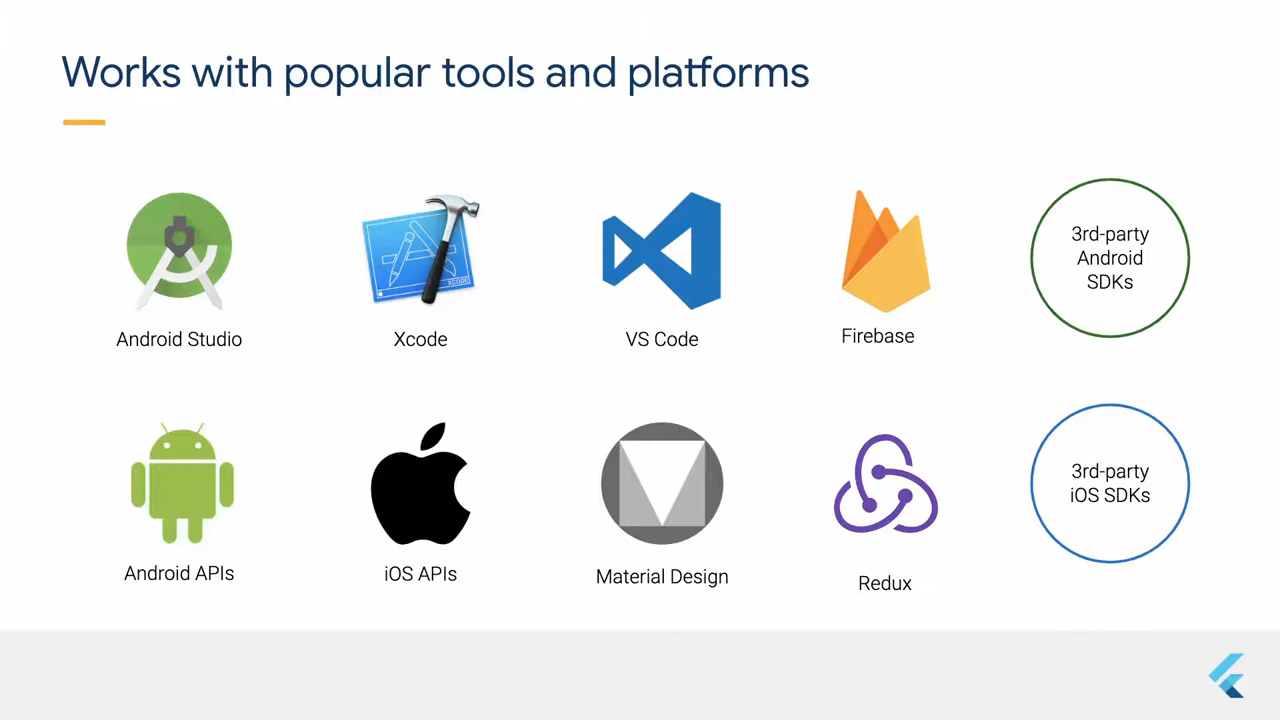 Works with popular tools and platforms
XCODE
Android Studio
Xcode
VS Code
Firebase
3rd-party
Android
SDKs
Android APIs
iOS APIs
Material Design
Redux
3rd-party
iOS SDKs